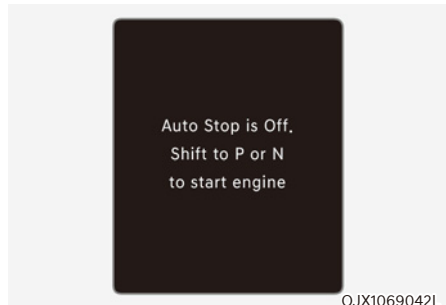 Auto Stop is Off.
Shift to P or N
to start engine
OJX1069042L